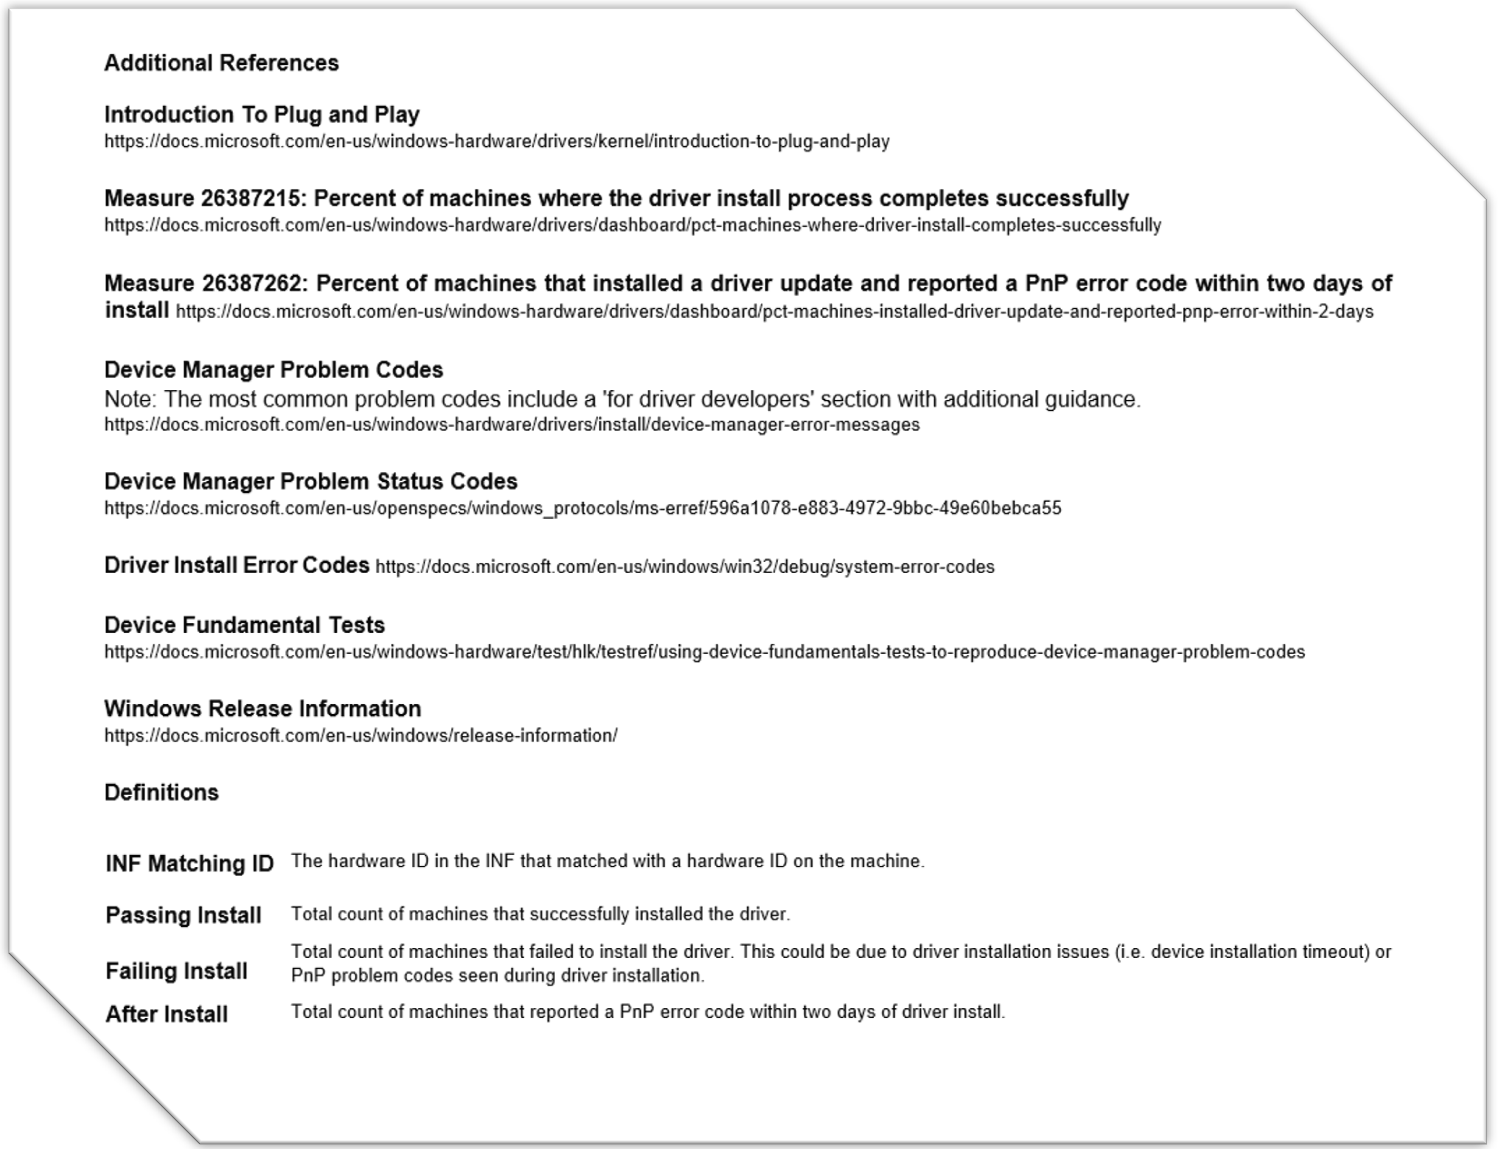 Additional References
Introduction To Plug and Play
https://docs.microsoft.com/en-us/windows-hardware/drivers/kernel/introduction-to-plug-and-play
Measure 26387215: Percent of machines where the driver install process completes successfully
https://docs.microsoft.com/en-us/windows-hardware/drivers/dashboard/pct-machines-where-driver-install-completes-successfully
Measure 26387262: Percent of machines that installed a driver update and reported a PnP error code within two days of
install https://docs.microsoft.com/en-us/windows-hardware/drivers/dashboard/pct-machines-installed-driver-update-and-reported-pnp-error-within-2-days
Device Manager Problem Codes
Note: The most common problem codes include a 'for driver developers' section with additional guidance.
https://docs.microsoft.com/en-us/windows-hardware/drivers/install/device-manager-error-messages
Device Manager Problem Status Codes
https://docs.microsoft.com/en-us/openspecs/windows_protocols/ms-erref/596a1078-e883-4972-9bbc-49e60bebca55
Driver Install Error Codes https://docs.microsoft.com/en-us/windows/win32/debug/system-error-codes
Device Fundamental Tests
https://docs.microsoft.com/en-us/windows-hardware/test/hlk/testref/using-device-fundamentals-tests-to-reproduce-device-manager-problem-codes
Windows Release Information
https://docs.microsoft.com/en-us/windows/release-information/
Definitions
INF Matching ID The hardware ID in the INF that matched with a hardware ID on the machine.
Passing Install Total count of machines that successfully installed the driver.
Failing Install Total count of machines that failed to install the driver. This could be due to driver installation issues (i.e. device installation timeout) or
PnP problem codes seen during driver installation.
After Install Total count of machines that reported a PnP error code within two days of driver install.